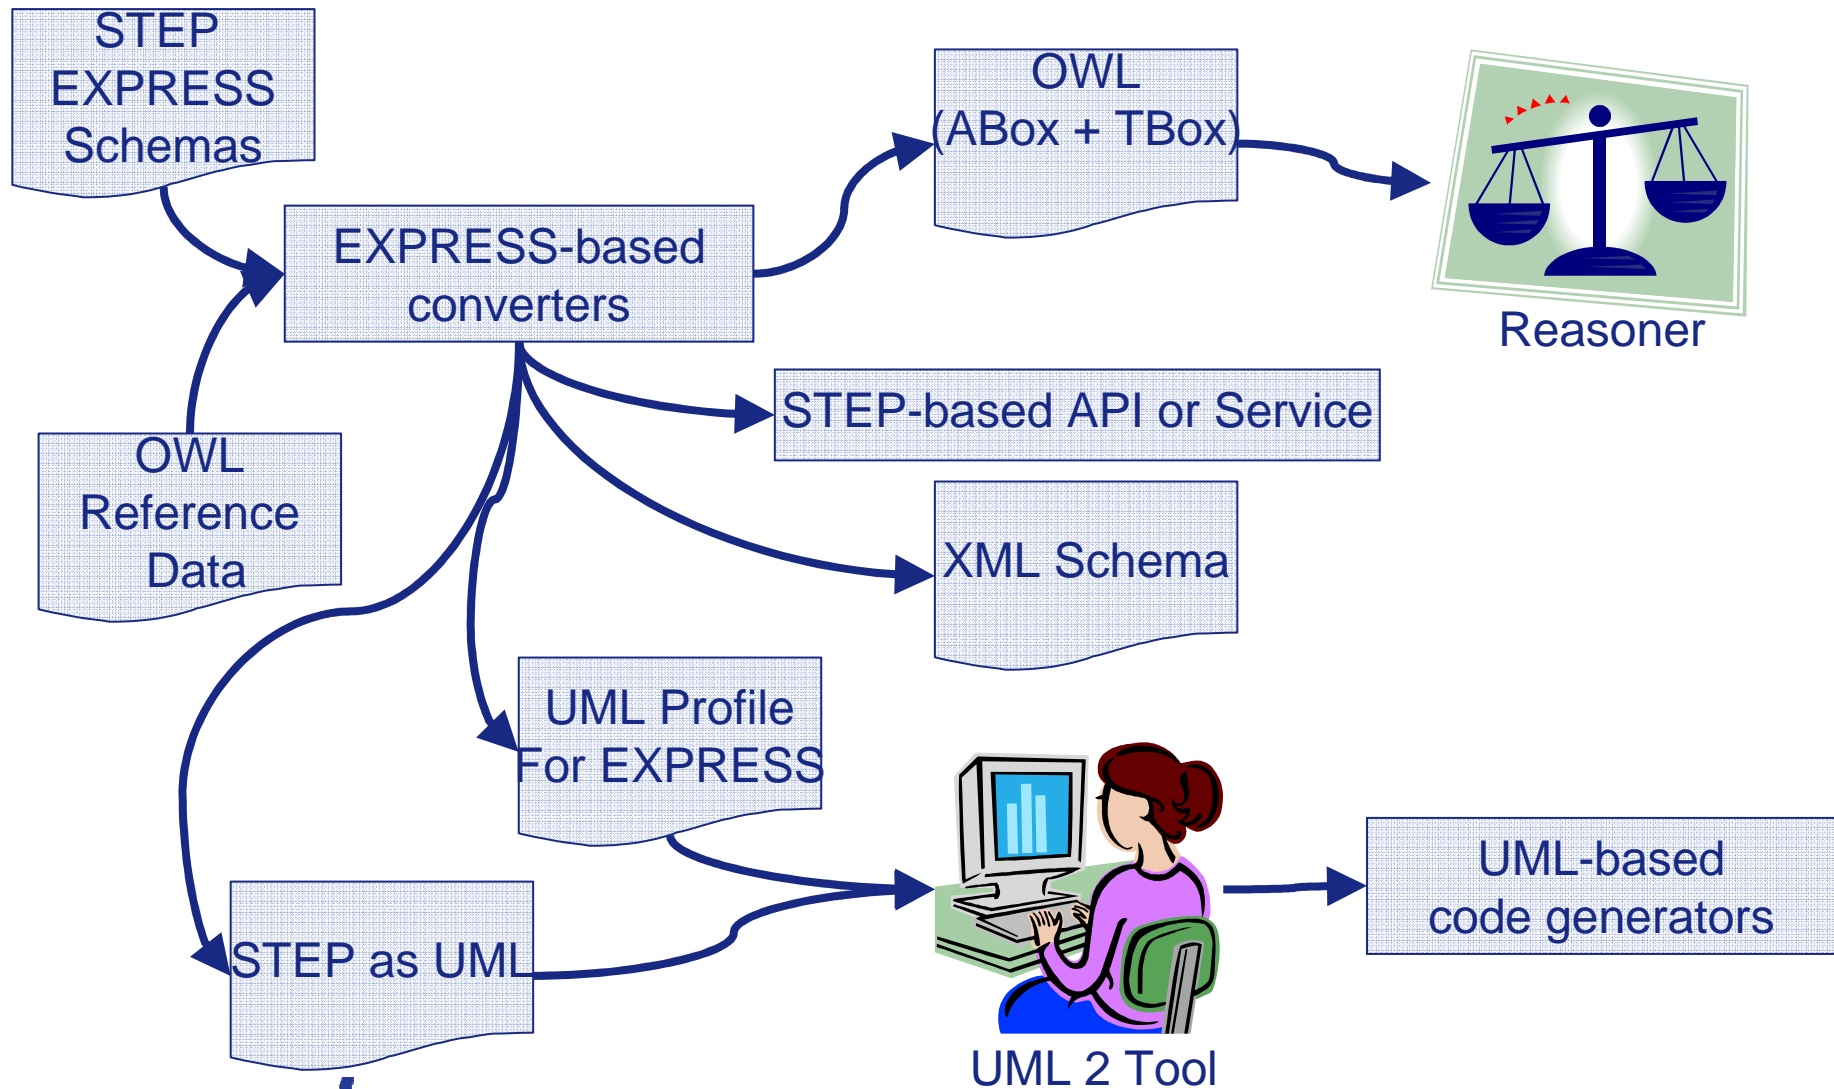 STEP
EXPRESS
Schemas
OWL
(ABox + TBox)
EXPRESS-based
converters
Reasoner
STEP-based API or Service
OWL
Reference
Data
XML Schema
UML Profile
For EXPRESS
UML-based
code generators
STEP as UML
UML 2 Tool